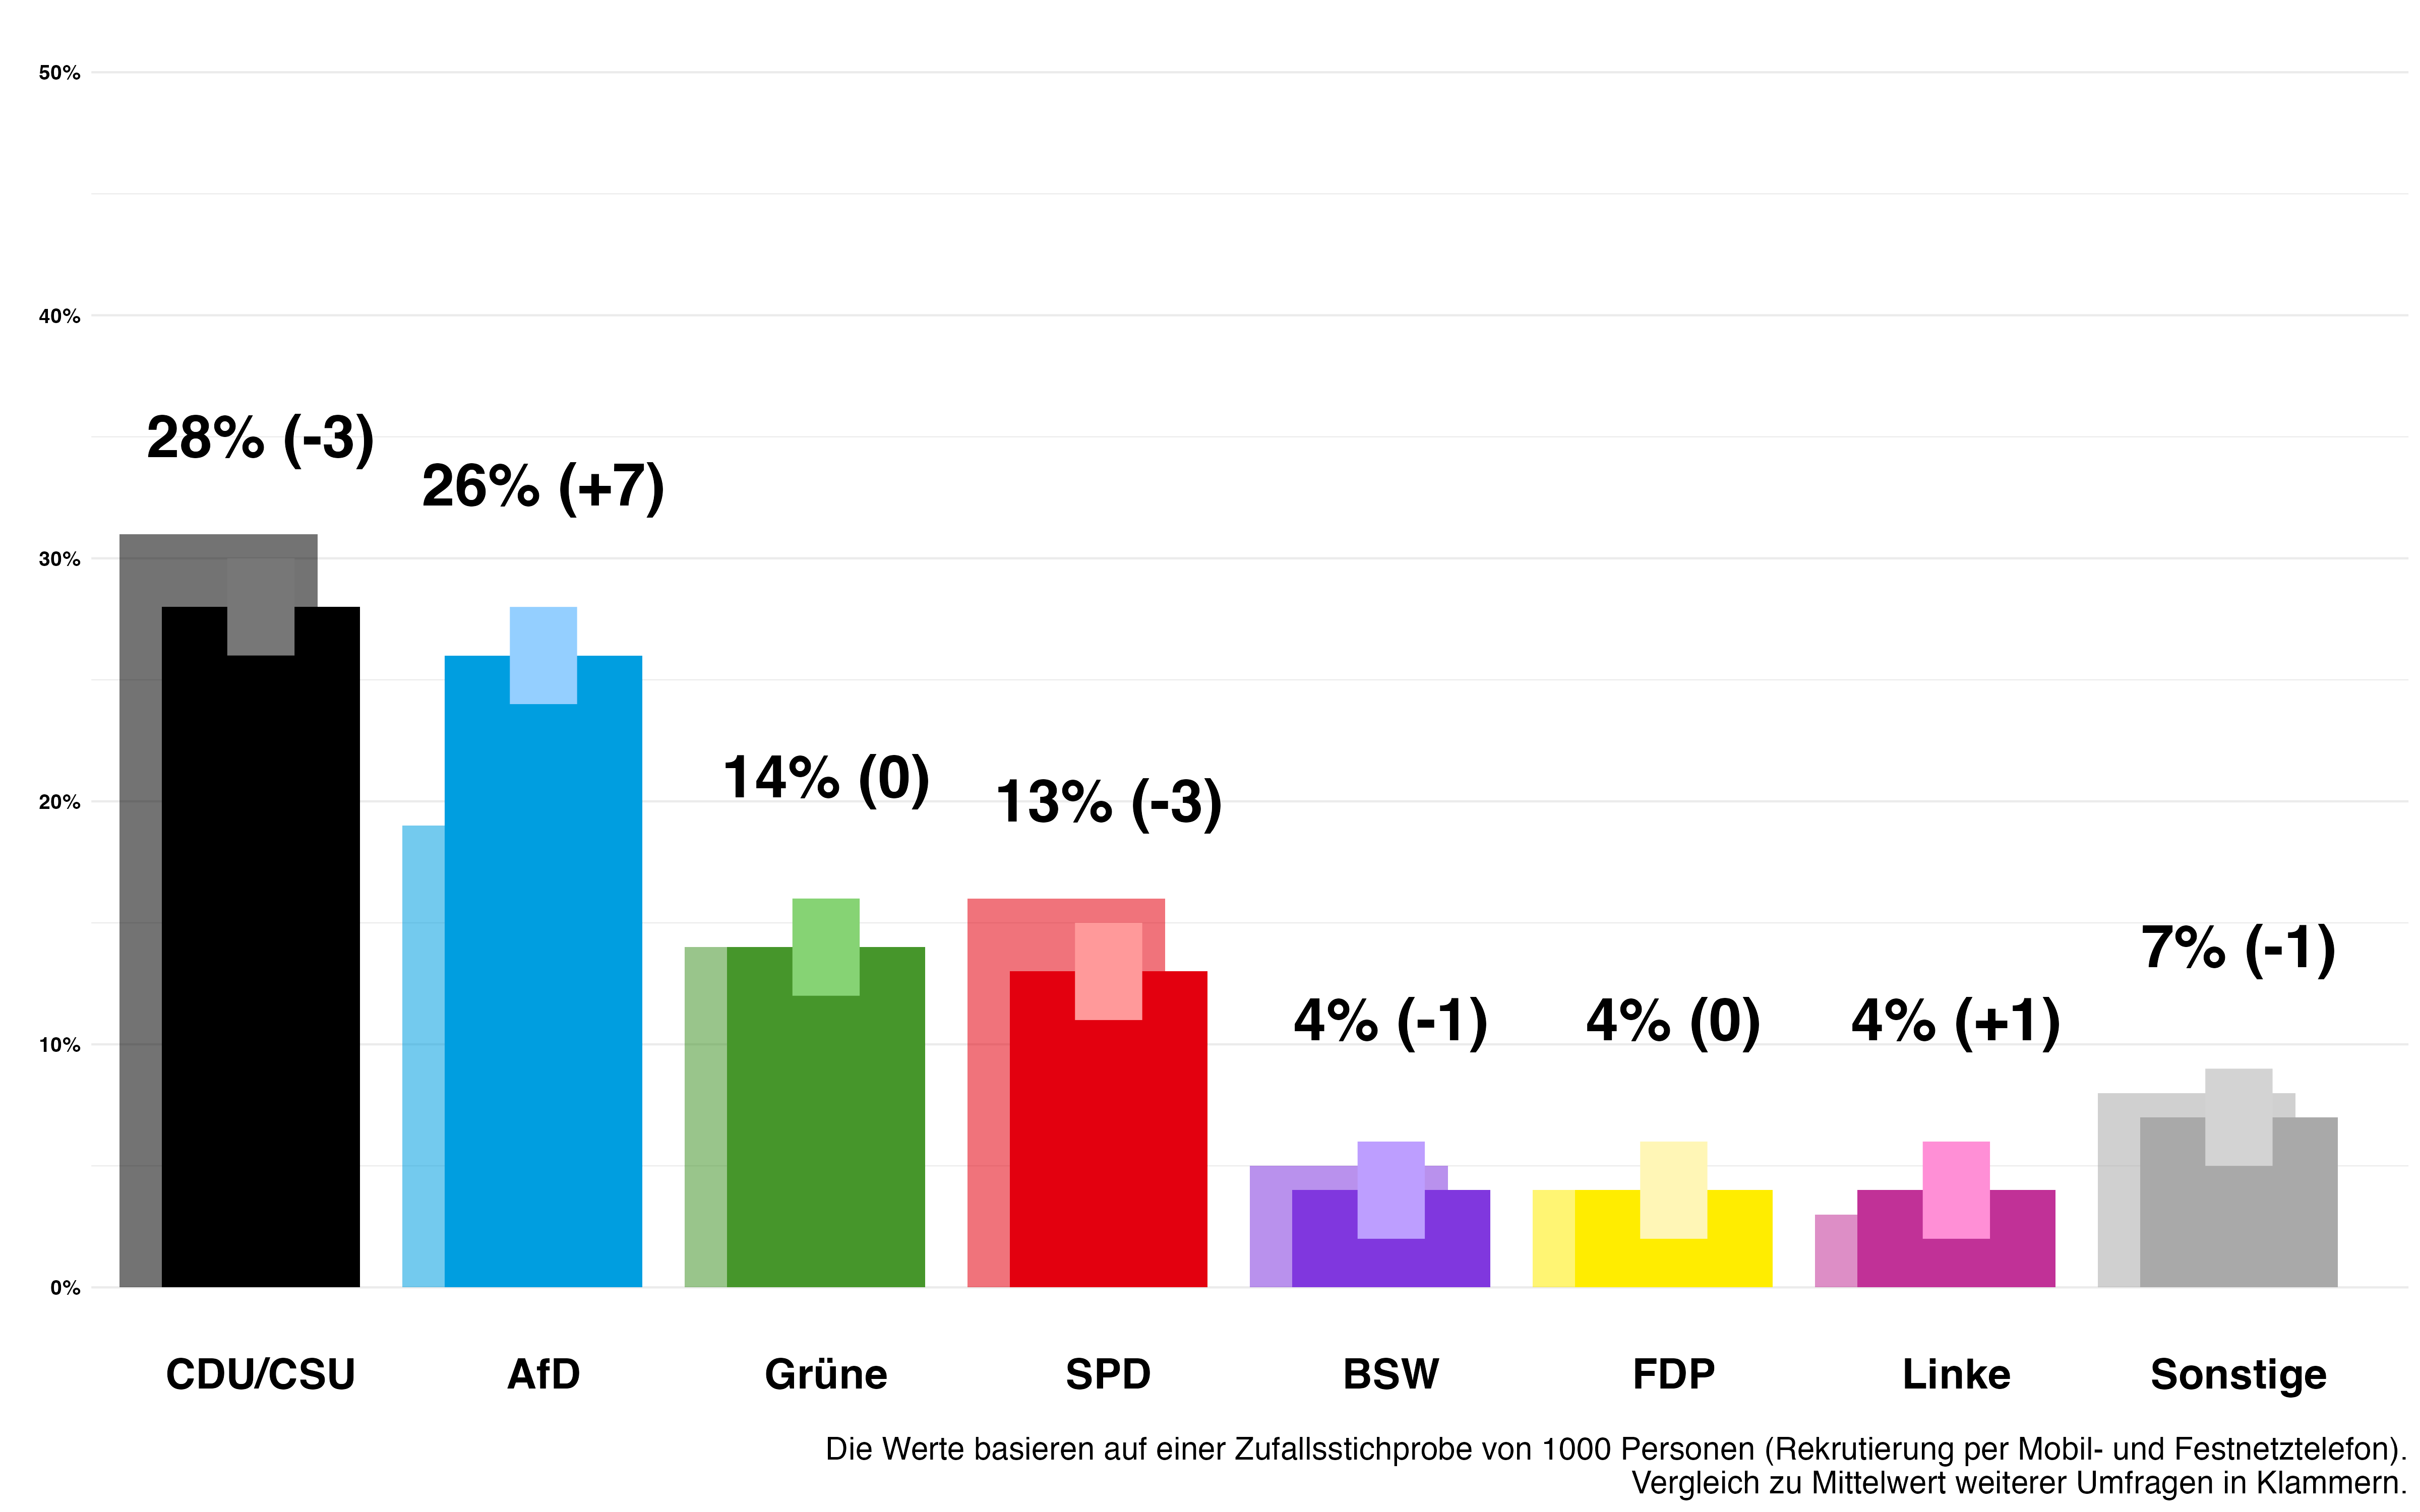 50%
40%
30%
20%
10%
0%
28% (-3)
26% (+7)
14% (0)
13% (-3)
4% (-1)
4% (0)
4% (+1)
7% (-1)
CDU/CSU
AfD
Grüne
SPD
BSW
FDP
Linke
Sonstige
Die Werte basieren auf einer Zufallsstichprobe von 1000 Personen (Rekrutierung per Mobil- und Festnetztelefon).
Vergleich zu Mittelwert weiterer Umfragen in Klammern.